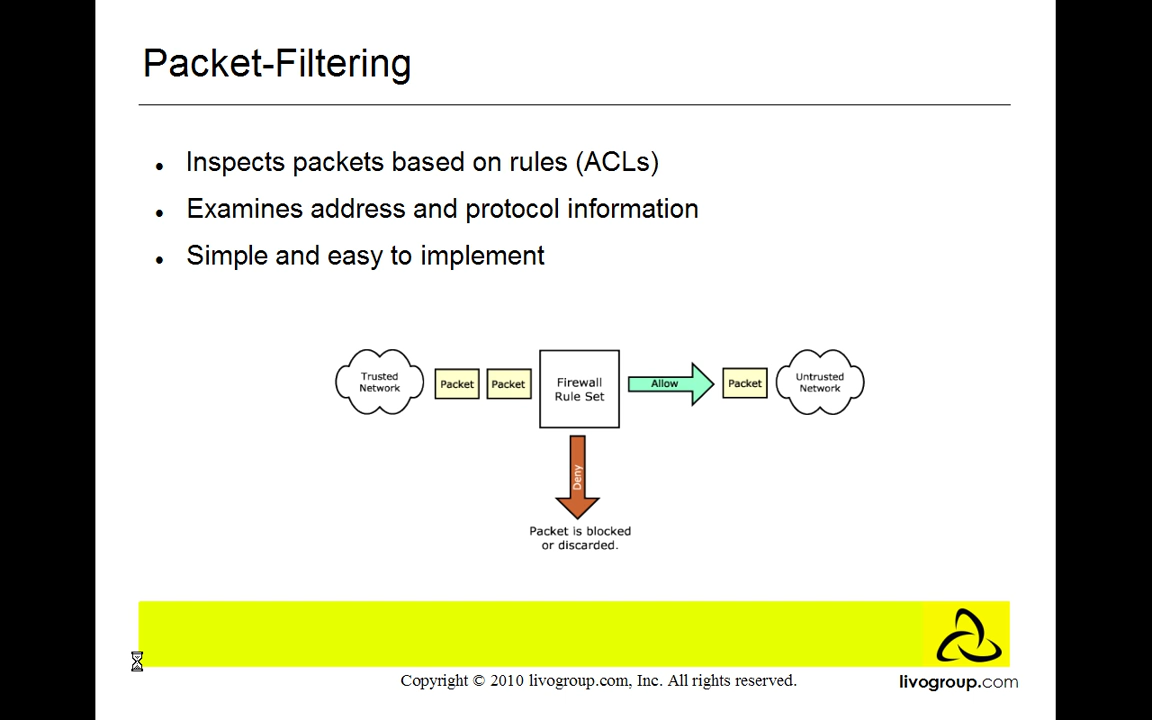 Packet-Filtering
Inspects packets based on rules (ACLs)
Examines address and protocol information
Simple and easy to implement
Trusted
Network
Packet
Packet
Firewall
Rule Set
Allow
Packet
Untrusted
Network
Deny
Packet is blocked
or discarded.
Copyright © 2010 livogroup.com, Inc. All rights reserved.
livogroup.com